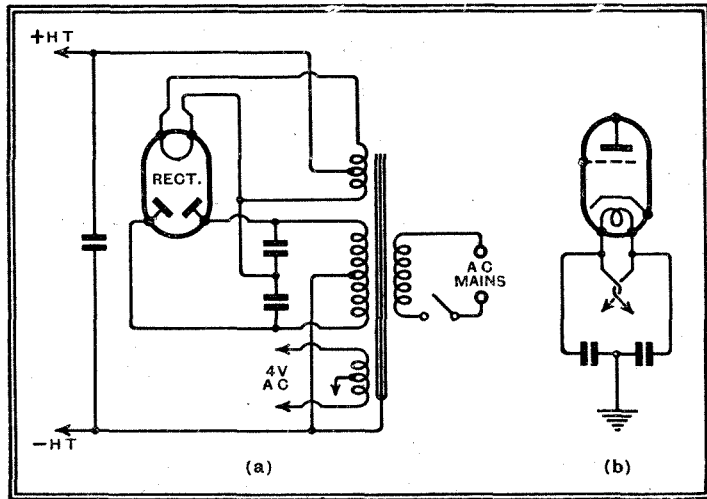 +HT
RECT.
AC
MAINS
4V
AC
—HT
(a)
(b)